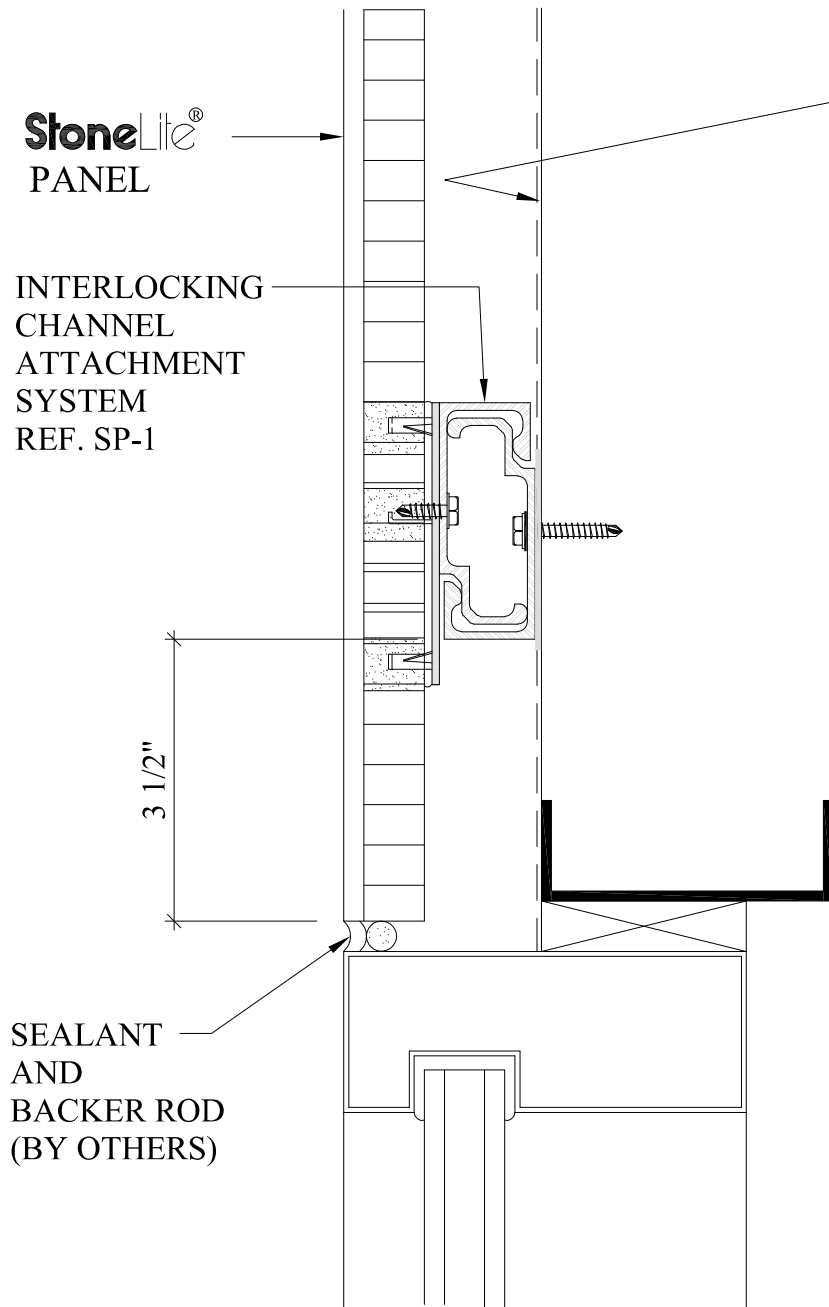 StoneLite®
PANEL
INTERLOCKING
CHANNEL
ATTACHMENT
SYSTEM
REF. SP-1
3 1/2"
SEALANT
AND
BACKER ROD
(BY OTHERS)